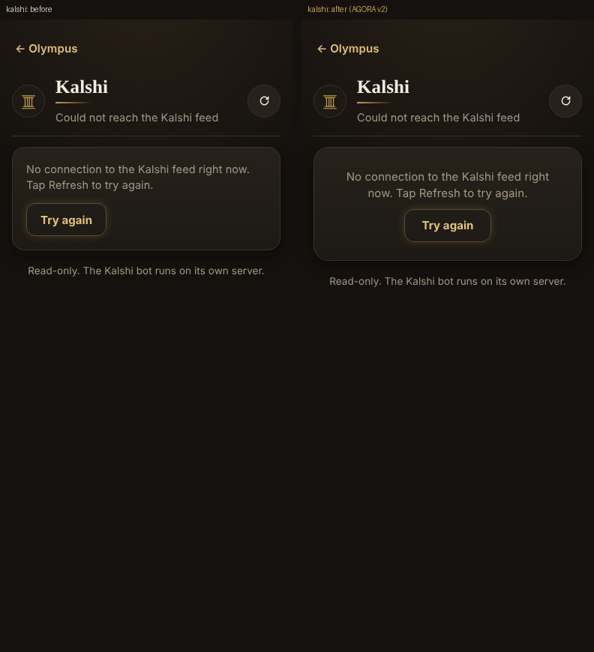 kalshi: before
← Olympus
Kalshi
Could not reach the Kalshi feed
No connection to the Kalshi feed right now.
Tap Refresh to try again.
Try again
Read-only. The Kalshi bot runs on its own server.
kalshi: after (AGORA v2)
← Olympus
Kalshi
Could not reach the Kalshi feed
No connection to the Kalshi feed right
now. Tap Refresh to try again.
Try again
Read-only. The Kalshi bot runs on its own server.